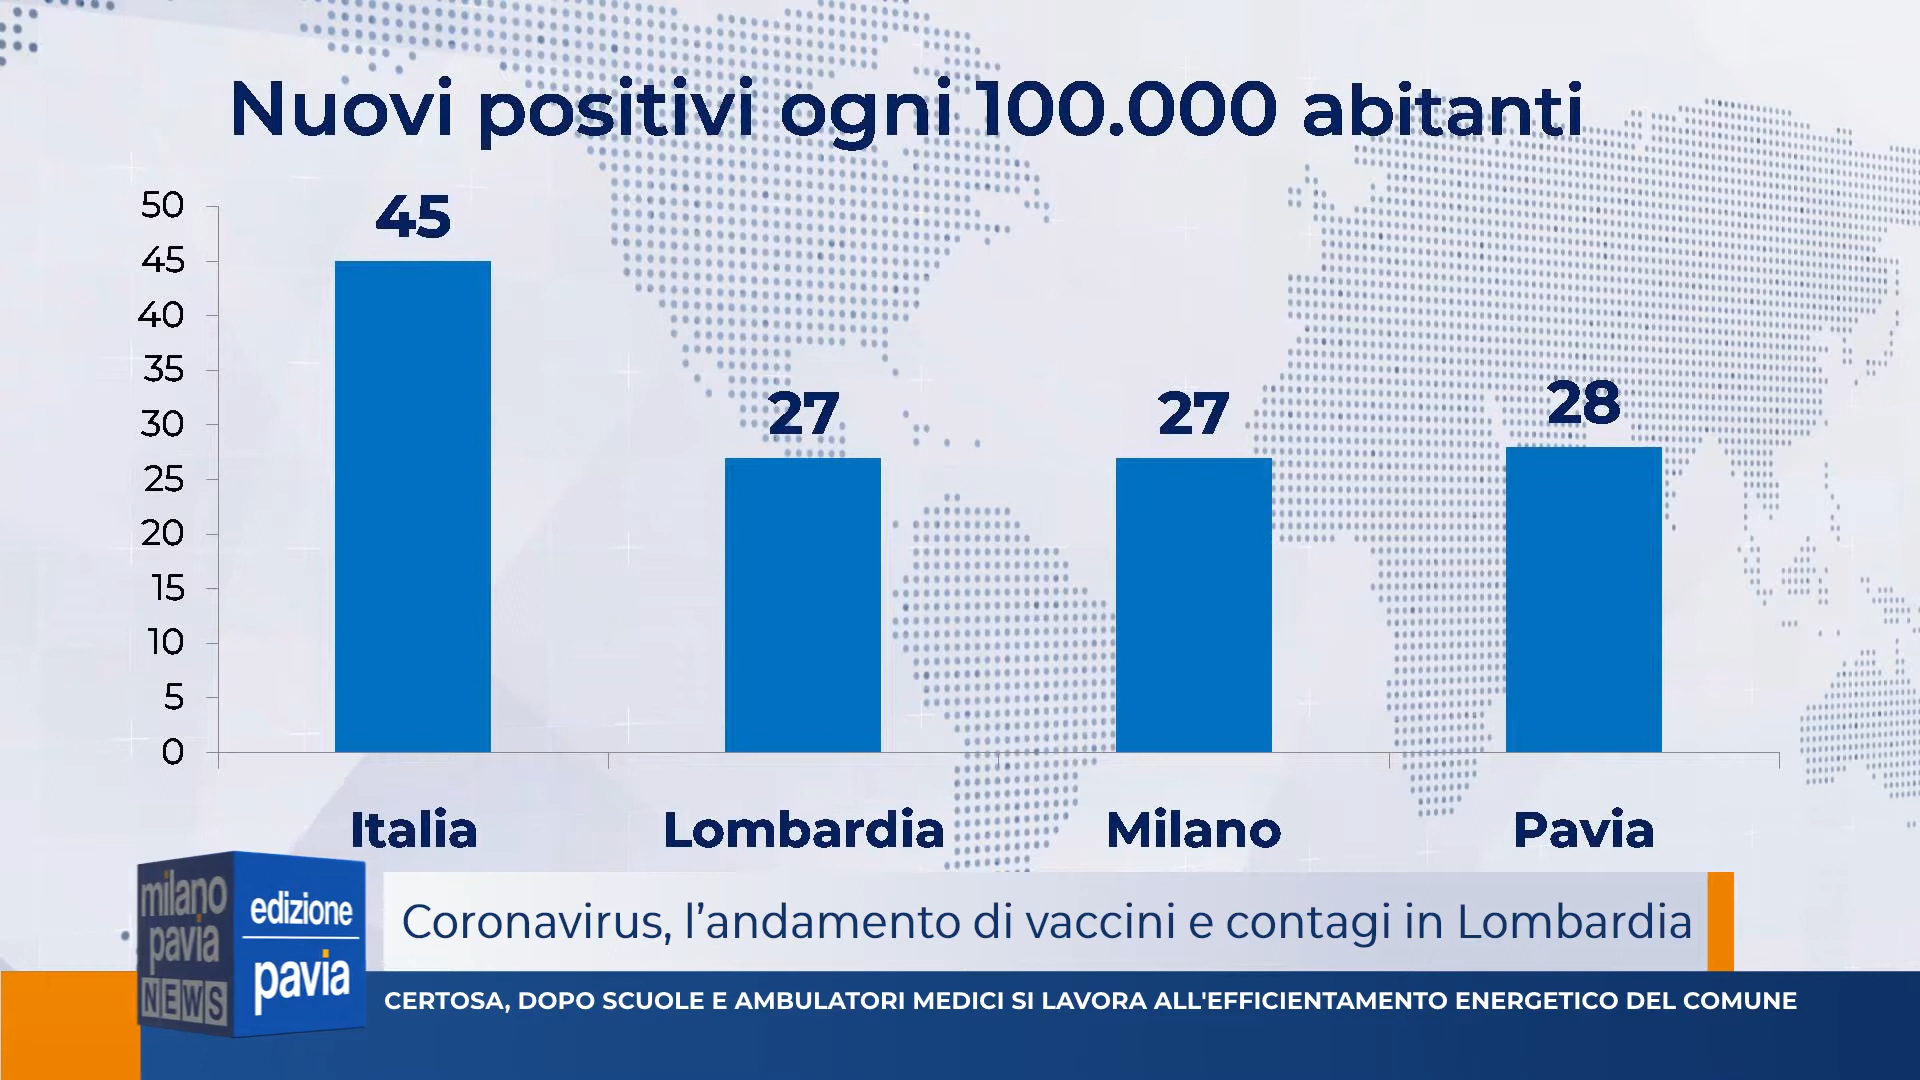 Nuovi positivi ogni 100.000 abitanti
50
45
40
35
30
25
20
15
10
5
0
45
27
27
28
Italia
Lombardia
Milano
Pavia
milano
pavia
NEWS
edizione
pavia
Coronavirus, l’andamento di vaccini e contagi in Lombardia
CERTOSA, DOPO SCUOLE E AMBULATORI MEDICI SI LAVORA ALL'EFFICIENTAMENTO ENERGETICO DEL COMUNE